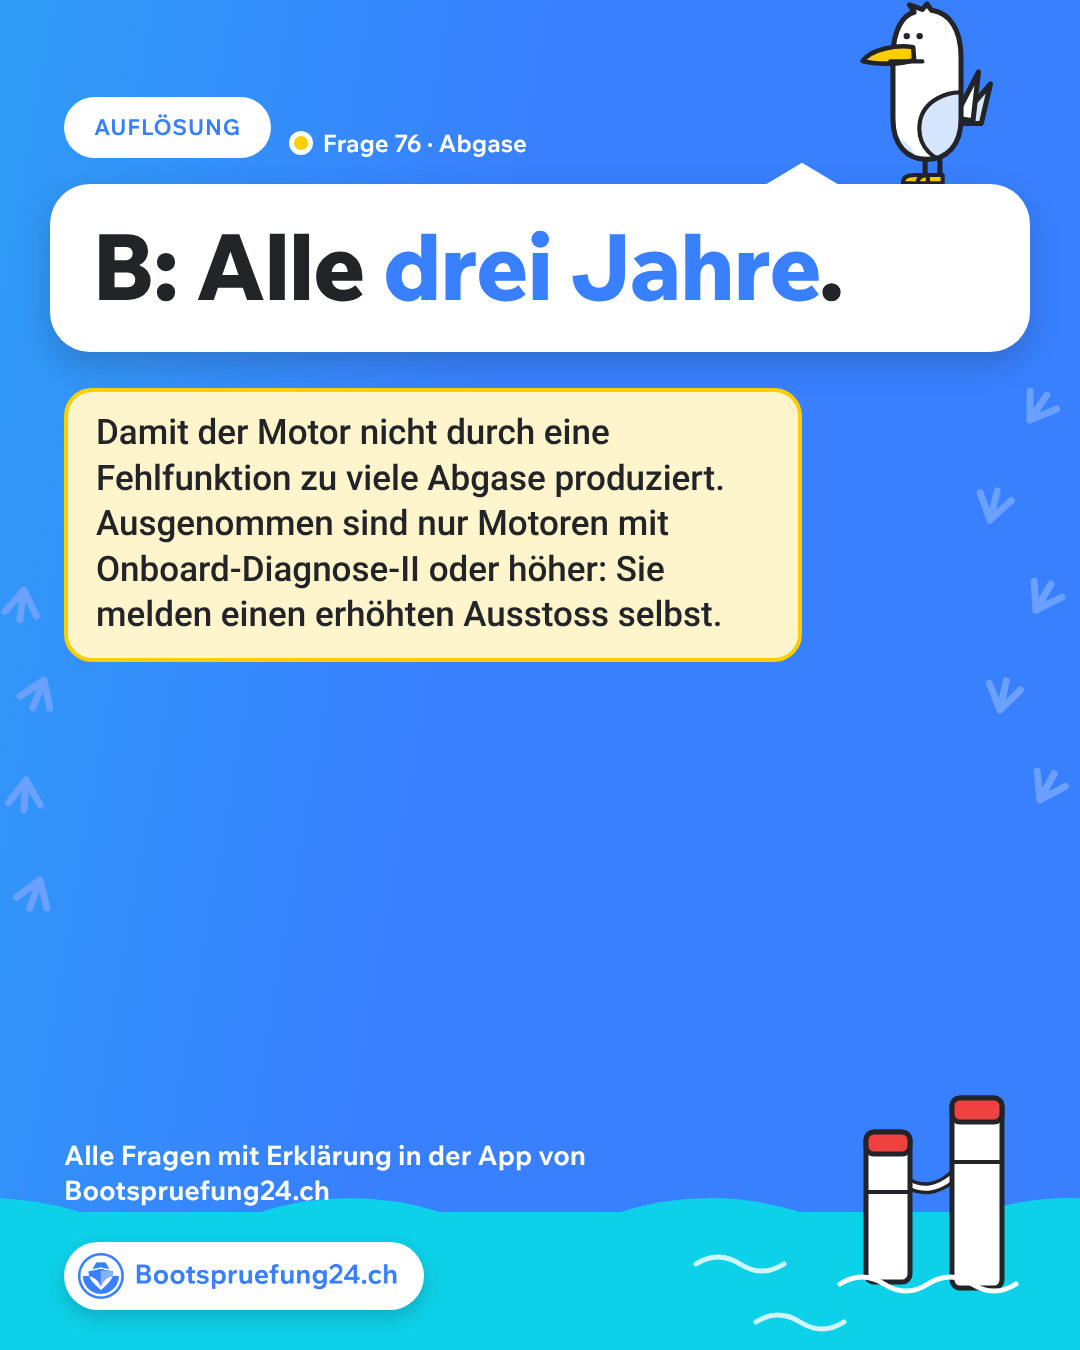 AUFLÖSUNG
Frage 76 · Abgase
B: Alle drei Jahre.
Damit der Motor nicht durch eine
Fehlfunktion zu viele Abgase produziert.
Ausgenommen sind nur Motoren mit
Onboard-Diagnose-II oder höher: Sie
melden einen erhöhten Ausstoss selbst.
Alle Fragen mit Erklärung in der App von
Bootspruefung24.ch
Bootspruefung24.ch